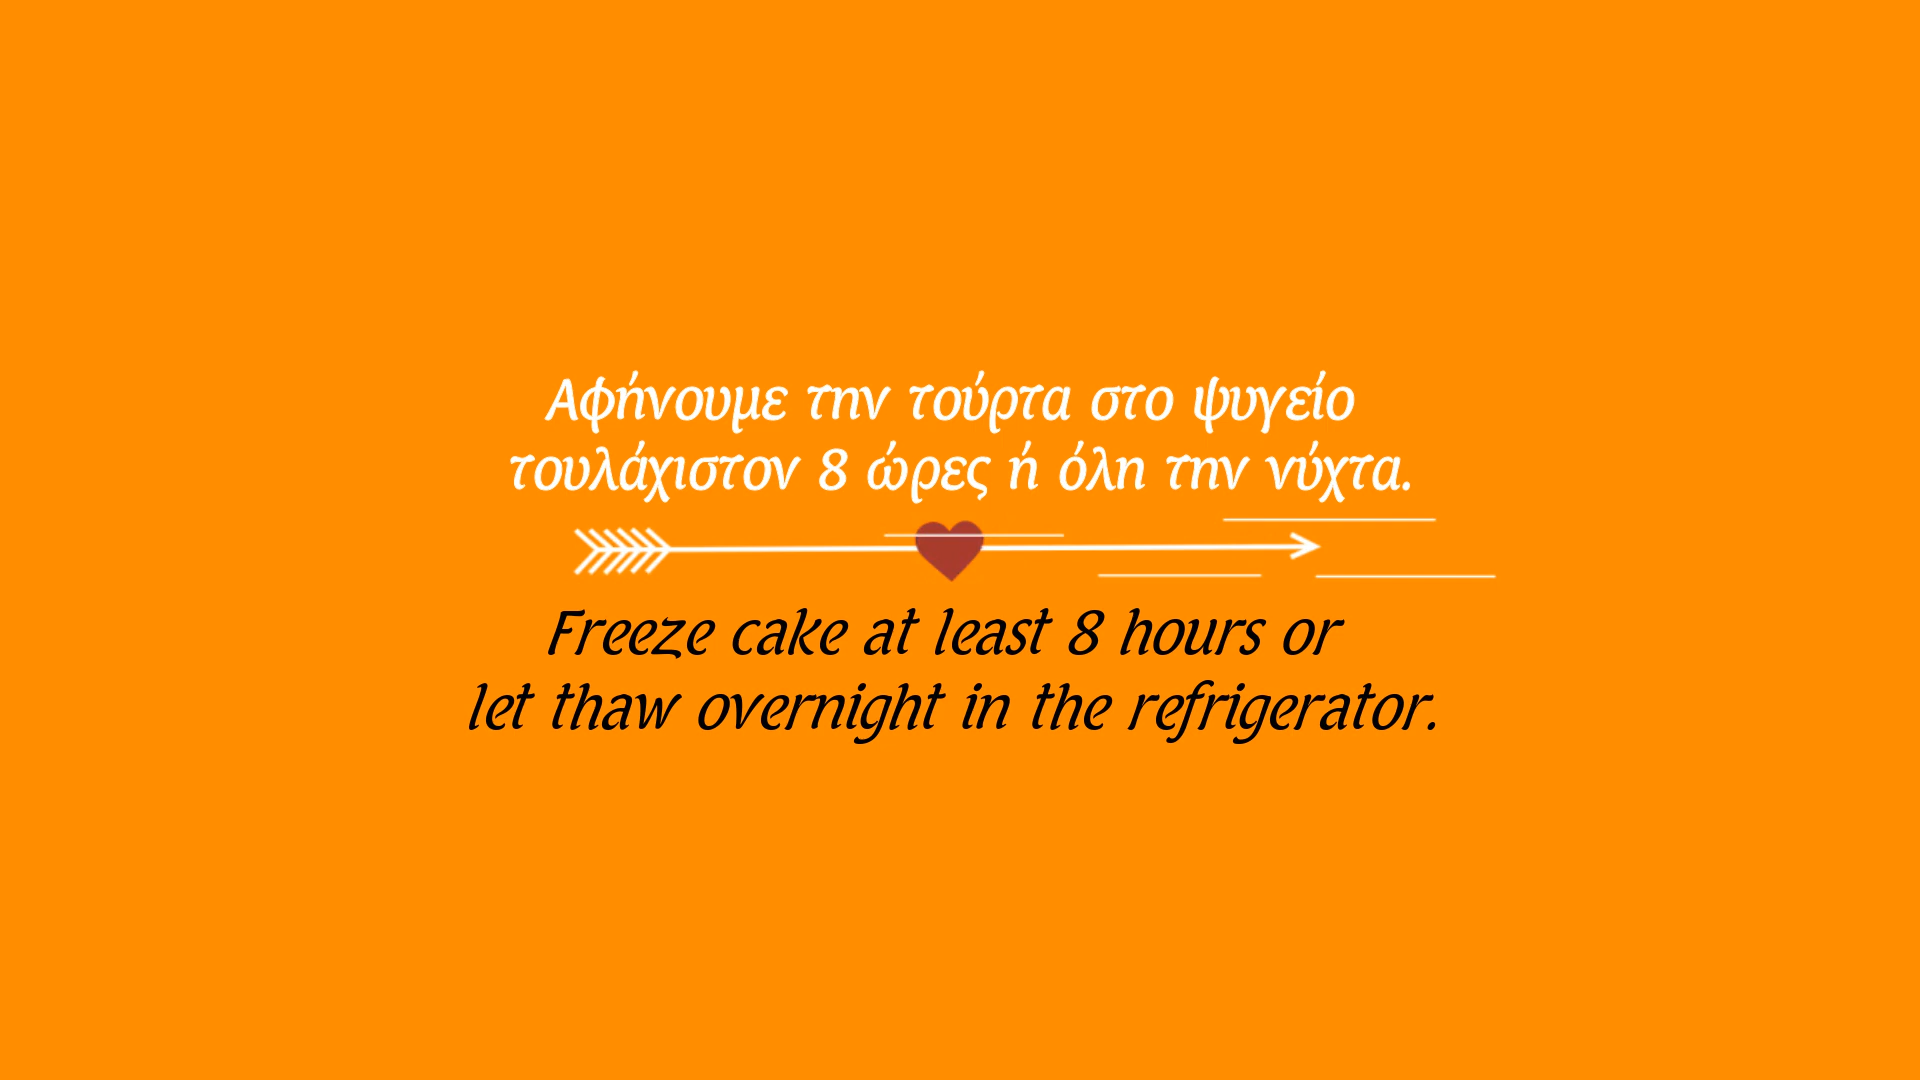 Αφήνουμε την τούρτα στο ψυγείο
τουλάχιστον 8 ώρες ή όλη την νύχτα.
Freeze cake at least 8 hours or
let thaw overnight in the refrigerator.